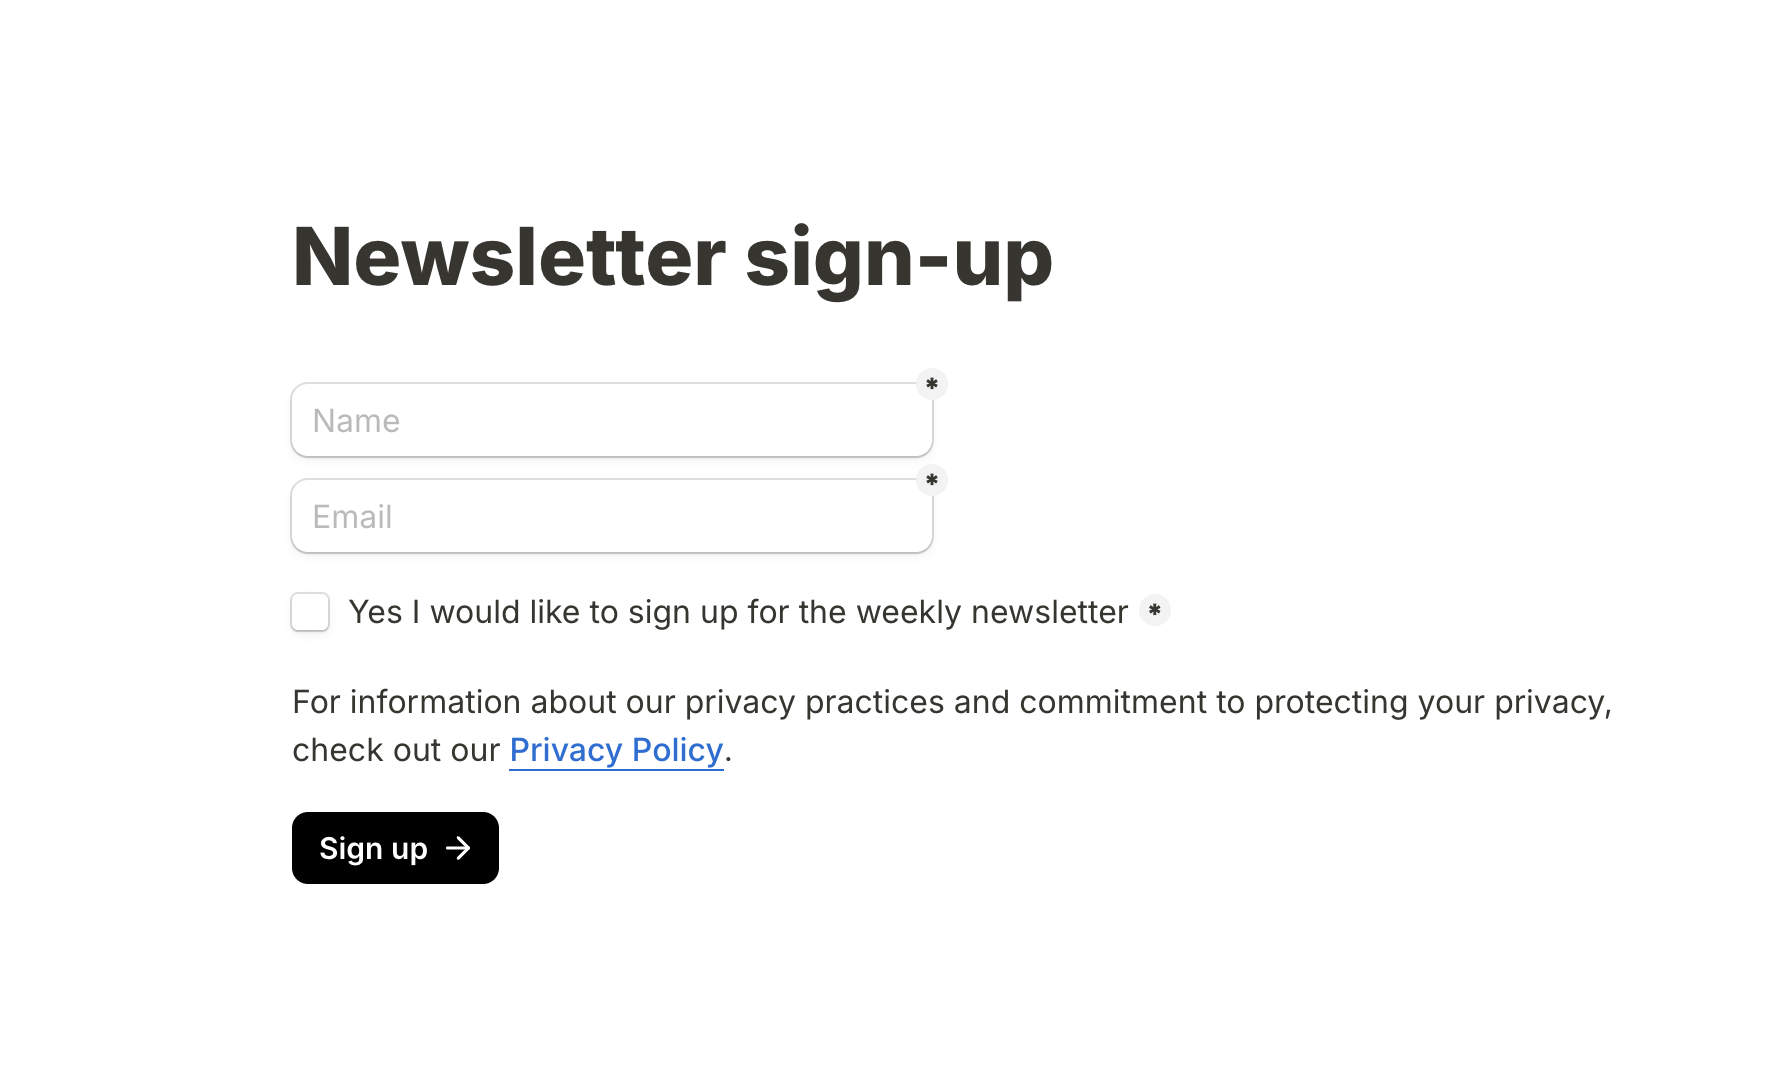 Newsletter sign-up
*
Name
*
Email
Yes I would like to sign up for the weekly newsletter *
For information about our privacy practices and commitment to protecting your privacy,
check out our Privacy Policy.
Sign up →